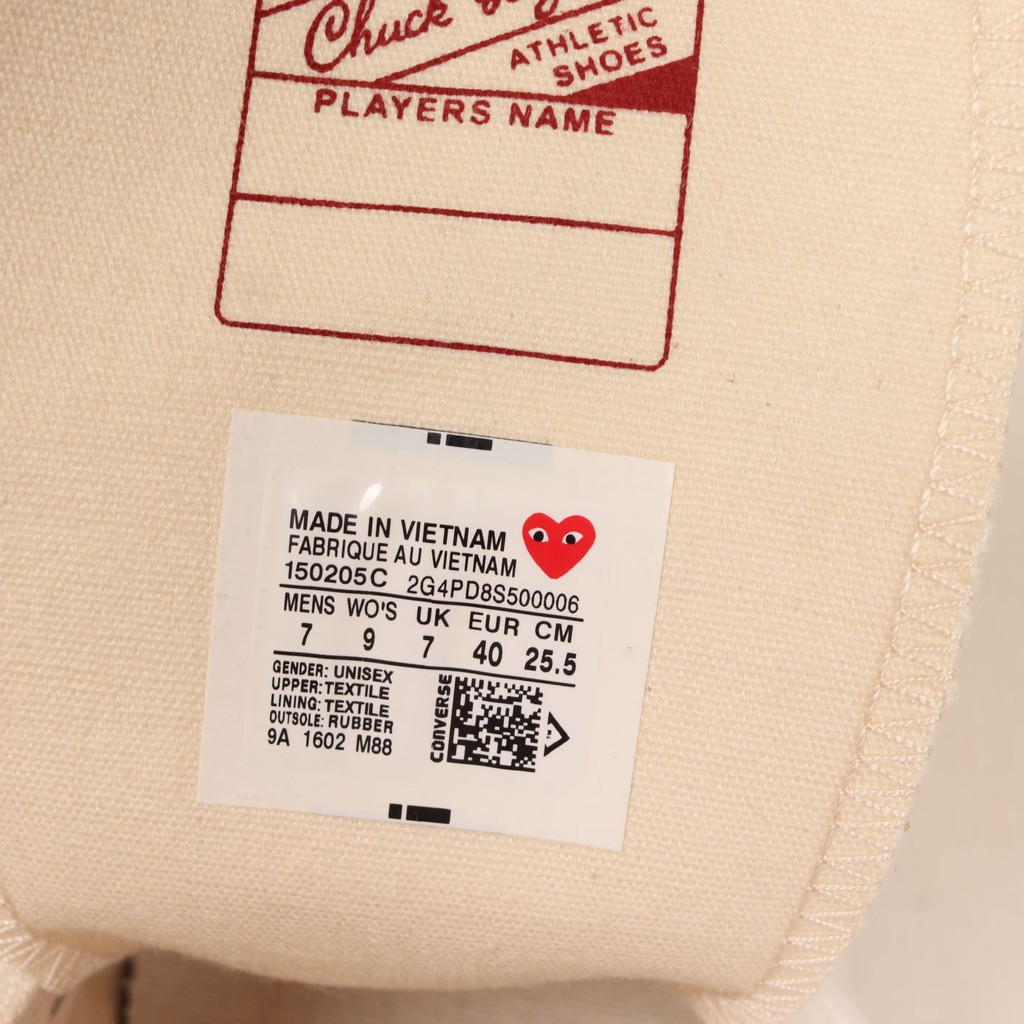 Chuck
ATHLETIC
SHOES
PLAYERS NAME
MADE IN VIETNAM
FABRIQUE AU VIETNAM
150205C 2G4PD8S500006
MENS WO'S UK EUR CM
7 9 7 40 25.5
GENDER: UNISEX
UPPER: TEXTILE
LINING: TEXTILE
OUTSOLE: RUBBER
9A 1602 M88
CONVERSE